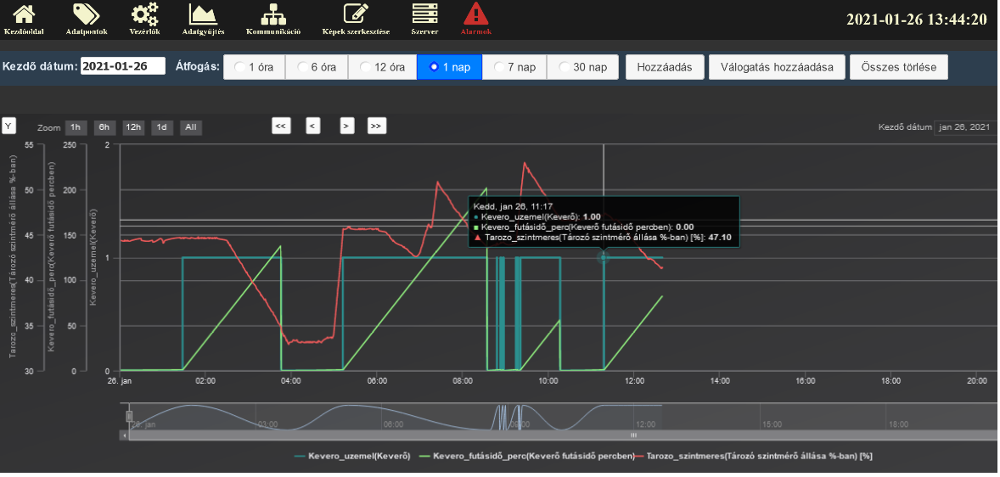 2021-01-26 13:44:20
Kezdőoldal Adatpontok Vezérlők Adatgyűjtés Kommunikáció Képek szerkesztése Szerver Alarmok
Kezdő dátum: 2021-01-26 Átfogás: 1 óra 6 óra 12 óra 1 nap 7 nap 30 nap Hozzáadás Válogatás hozzáadása Összes törlése
Y Zoom 1h 6h 12h 1d All << < > >> Kezdő dátum jan 26, 2021
55 250 2
50 200
45 150
40 100 1
35 50
30 0 0
Tarozo_szintmeres(Tározó szintmérő állása %-ban)
Kevero_futásidő_perc(Keverő futásidő percben)
Kevero_uzemel(Keverő)
Kedd, jan 26, 11:17
Kevero_uzemel(Keverő): 1.00
Kevero_futásidő_perc(Keverő futásidő percben): 0.00
Tarozo_szintmeres(Tározó szintmérő állása %-ban) [%]: 47.10
26. jan 02:00 04:00 06:00 08:00 10:00 12:00 14:00 16:00 18:00 20:00
26. jan 03:00 06:00 09:00 12:00 15:00 18:00
Kevero_uzemel(Keverő) Kevero_futásidő_perc(Keverő futásidő percben) Tarozo_szintmeres(Tározó szintmérő állása %-ban) [%]